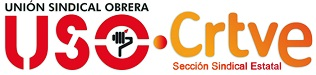 UNIÓN SINDICAL OBRERA
USO Crtve
Sección Sindical Estatal